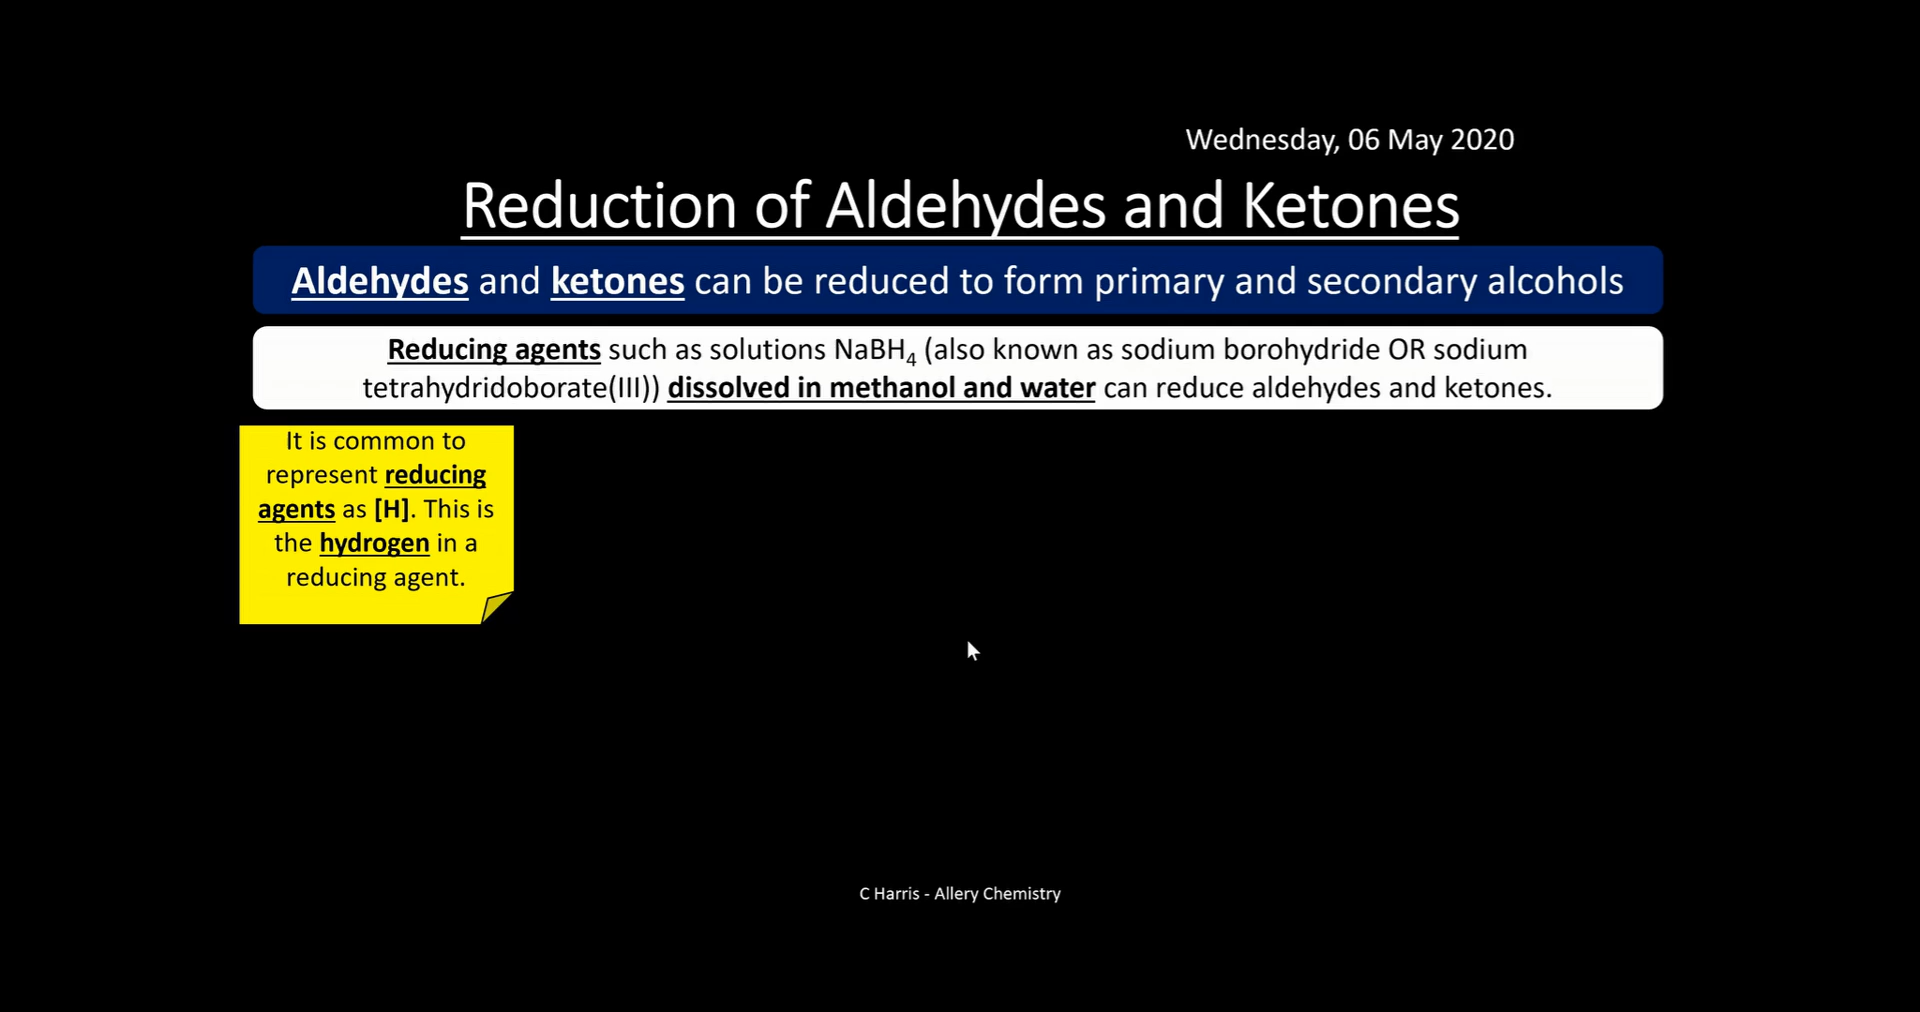 Wednesday, 06 May 2020
Reduction of Aldehydes and Ketones
Aldehydes and ketones can be reduced to form primary and secondary alcohols
Reducing agents such as solutions NaBH₄ (also known as sodium borohydride OR sodium
tetrahydridoborate(III)) dissolved in methanol and water can reduce aldehydes and ketones.
It is common to
represent reducing
agents as [H]. This is
the hydrogen in a
reducing agent.
C Harris - Allery Chemistry